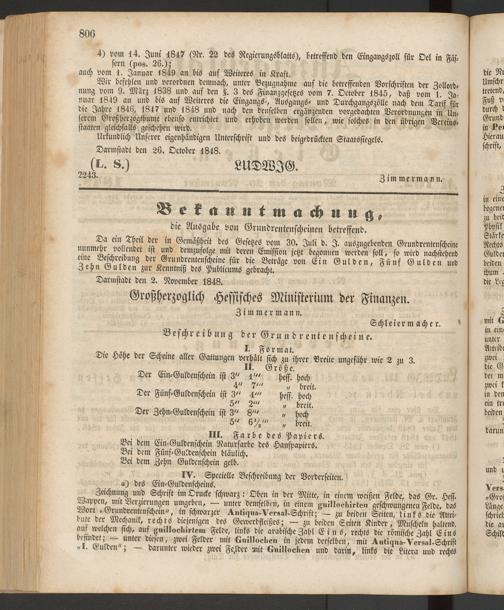 806
4) vom 14. Juni 1847 (Nr. 22 des Regierungsblatts), betreffend den Eingangszoll für Oel in Fäs-
sern (pos. 26.);
auch vom 1. Januar 1849 an bis auf Weiteres in Kraft.
Wir befehlen und verordnen demnach, unter Bezugnahme auf die betreffenden Vorschriften der Zollord-
nung vom 9. März 1838 und auf den §. 3 des Finanzgesetzes vom 7. October 1845, daß vom 1. Ja-
nuar 1849 an und bis auf Weiteres die Eingangs-, Ausgangs- und Durchgangszölle nach dem Tarif für
die Jahre 1846, 1847 und 1848 und nach den denselben ergänzenden vorgedachten Verordnungen in Un-
serem Großherzogthume ebenso entrichtet und erhoben werden sollen, wie solches in den übrigen Vereins-
staaten gleichfalls geschehen wird.
Urkundlich Unserer eigenhändigen Unterschrift und des beigedrückten Staatssiegels.
Darmstadt den 26. October 1848.
(L. S.) LUDWIG.
2243. Zimmermann.
Bekanntmachung,
die Ausgabe von Grundrentenscheinen betreffend.
Da ein Theil der in Gemäßheit des Gesetzes vom 30. Juli d. J. auszugebenden Grundrentenscheine
nunmehr vollendet ist und demzufolge mit deren Emission jetzt begonnen werden soll, so wird nachstehend
eine Beschreibung der Grundrentenscheine für die Beträge von Ein Gulden, Fünf Gulden und
Zehn Gulden zur Kenntniß des Publicums gebracht.
Darmstadt den 2. November 1848.
Großherzoglich Hessisches Ministerium der Finanzen.
Zimmermann.
Schleiermacher.
Beschreibung der Grundrentenscheine.
I. Format.
Die Höhe der Scheine aller Gattungen verhält sich zu ihrer Breite ungefähr wie 2 zu 3.
II. Größe.
Der Ein-Guldenschein ist 3″ hess. hoch
4″ 7‴ „ breit.
Der Fünf-Guldenschein ist 3″ 4‴ hess. hoch
5″ 2‴ „ breit.
Der Zehn-Guldenschein ist 3″ 8‴ „ hoch
5″ „ breit.
III. Farbe des Papiers.
Bei dem Ein-Guldenschein Naturfarbe des Hanfpapiers.
Bei dem Fünf-Guldenschein bläulich.
Bei dem Zehn Guldenschein gelb.
IV. Specielle Beschreibung der Vorderseiten.
a) des Ein-Guldenscheins.
Zeichnung und Schrift im Drucke schwarz: Oben in der Mitte, in einem weißen Felde, das Gr. Hess.
Wappen, mit Verzierungen umgeben, — unter demselben, in einem guillochirten geschwungenen Felde, das
Wort »Grundrentenschein«, in schwarzer Antiqua-Versal-Schrift; — zu beiden Seiten, links die Attri-
bute der Mechanik, rechts diejenigen des Gewerbfleißes; — zu beiden Seiten Kinder, Muscheln haltend,
auf welchen sich, auf guillochirtem Felde, links die arabische Zahl Eins, rechts die römische Zahl Eins
befindet; — unter diesen, zwei Felder mit Guillochen in jedem derselben, mit Antiqua-Versal-Schrift
»I. Gulden«; — darunter wieder zwei Felder mit Guillochen und darin, links die Litera und rechts